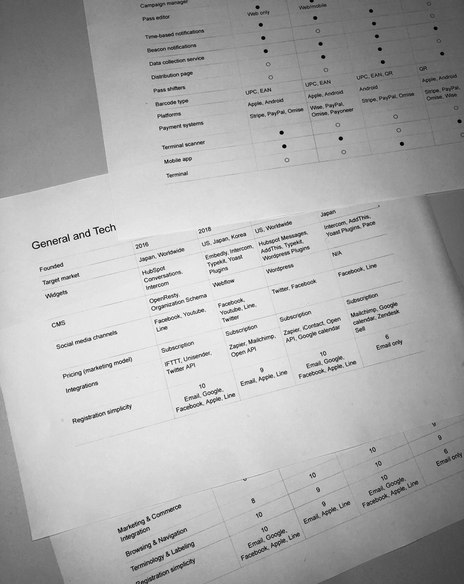 Campaign manager
Pass editor
Web only
Web/mobile
Time-based notifications
Beacon notifications
Data collection service
Distribution page
Pass shifters
Barcode type UPC, EAN UPC, EAN UPC, EAN, QR QR
Platforms Apple, Android Apple, Android Android Apple, Android
Payment systems Stripe, PayPal, Omise Wise, PayPal, Stripe, PayPal, Omise Stripe, PayPal,
Omise, Payoneer Omise, Wise
Terminal scanner
Mobile app
Terminal
General and Tech
Founded 2016 2018
Target market Japan, Worldwide US, Japan, Korea US, Worldwide Japan
Widgets HubSpot Embedly, Intercom, Hubspot Messages, Intercom, AddThis,
Conversations, Typekit, Yoast AddThis, Typekit, Yoast Plugins, Pace
Intercom Plugins Wordpress Plugins
CMS OpenResty, Webflow Wordpress N/A
Organization Schema
Social media channels Facebook, Youtube, Facebook, Twitter, Facebook Facebook, Line
Line Youtube, Line,
Twitter
Pricing (marketing model) Subscription Subscription Subscription Subscription
Integrations IFTTT, Unisender, Zapier, Mailchimp, Zapier, iContact, Open Mailchimp, Google
Twitter API Open API API, Google calendar calendar, Zendesk
Sell
Registration simplicity 10 9 10 6
Email, Google, Email, Apple, Line Email, Google, Email only
Facebook, Apple, Line Facebook, Apple, Line
Marketing & Commerce 8 10 10 9
Integration
Browsing & Navigation 10 9 10 9
Terminology & Labeling 10 9 10 6
Registration simplicity Email, Google, Email, Apple, Line Email, Google, Email only
Facebook, Apple, Line Facebook, Apple, Line